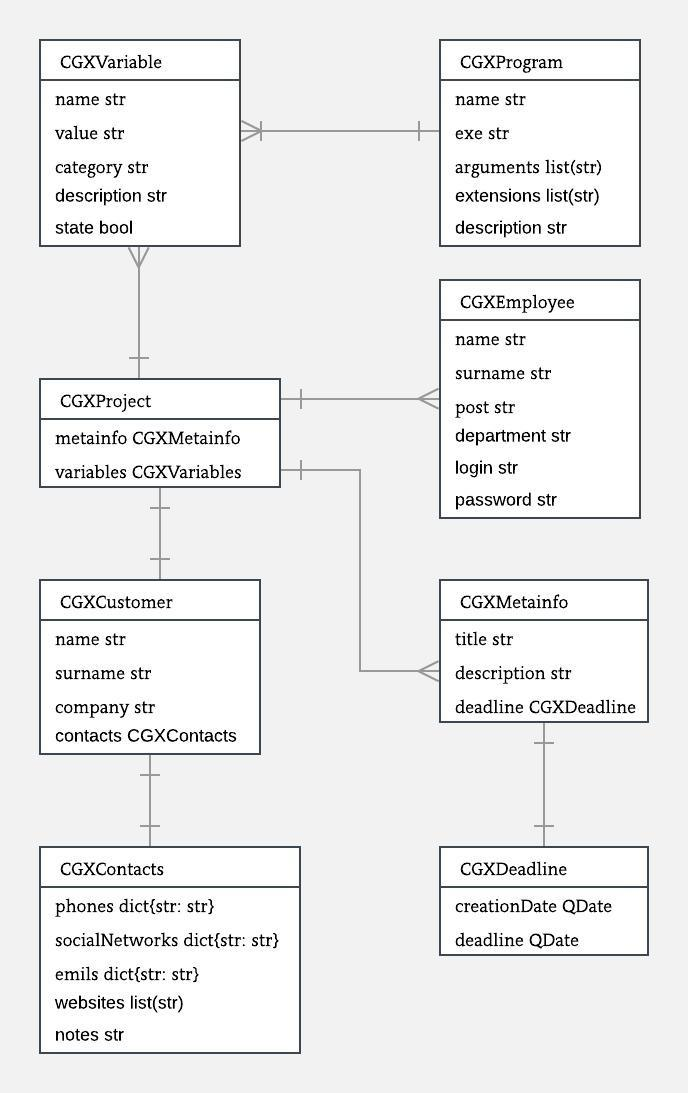 CGXVariable
name str
value str
category str
description str
state bool
CGXProgram
name str
exe str
arguments list(str)
extensions list(str)
description str
CGXEmployee
name str
surname str
post str
department str
login str
password str
CGXProject
metainfo CGXMetainfo
variables CGXVariables
CGXCustomer
name str
surname str
company str
contacts CGXContacts
CGXMetainfo
title str
description str
deadline CGXDeadline
CGXContacts
phones dict{str: str}
socialNetworks dict{str: str}
emils dict{str: str}
websites list(str)
notes str
CGXDeadline
creationDate QDate
deadline QDate